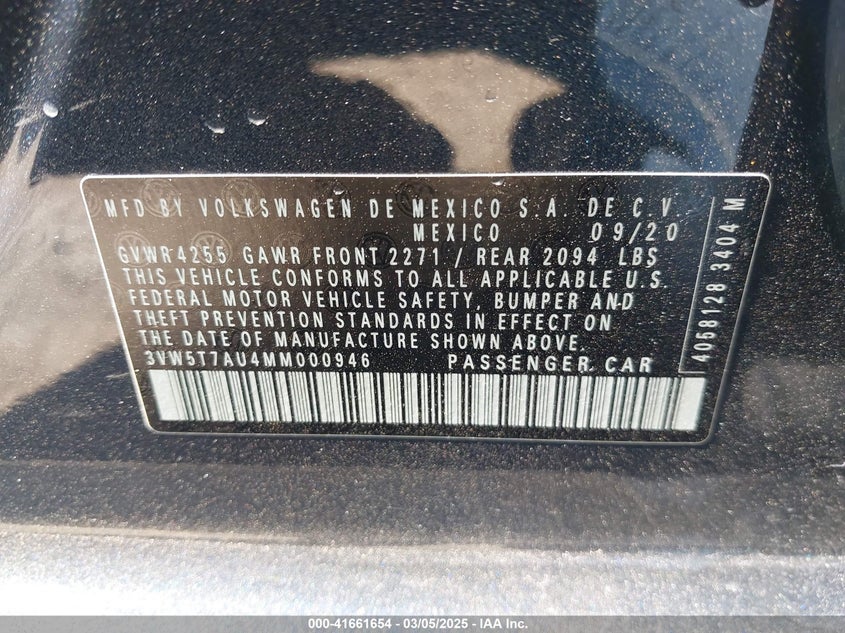 MFD BY VOLKSWAGEN DE MEXICO S.A. DE C.V.
MEXICO 09/20
GVWR 4255 GAWR FRONT 2271 / REAR 2094 LBS
THIS VEHICLE CONFORMS TO ALL APPLICABLE U.S.
FEDERAL MOTOR VEHICLE SAFETY, BUMPER AND
THEFT PREVENTION STANDARDS IN EFFECT ON
THE DATE OF MANUFACTURE SHOWN ABOVE.
3VW5T7AU4MM000946 PASSENGER CAR
4058128 3404 M
000-41661654 - 03/05/2025 - IAA Inc.